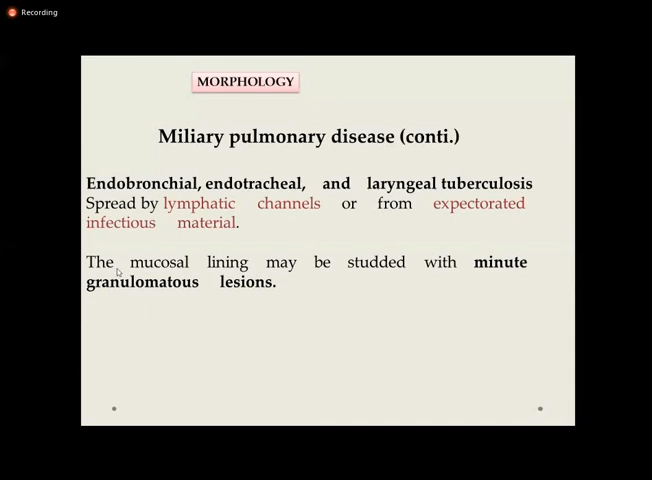 Recording
MORPHOLOGY
Miliary pulmonary disease (conti.)
Endobronchial, endotracheal, and laryngeal tuberculosis
Spread by lymphatic channels or from expectorated
infectious material.
The mucosal lining may be studded with minute
granulomatous lesions.